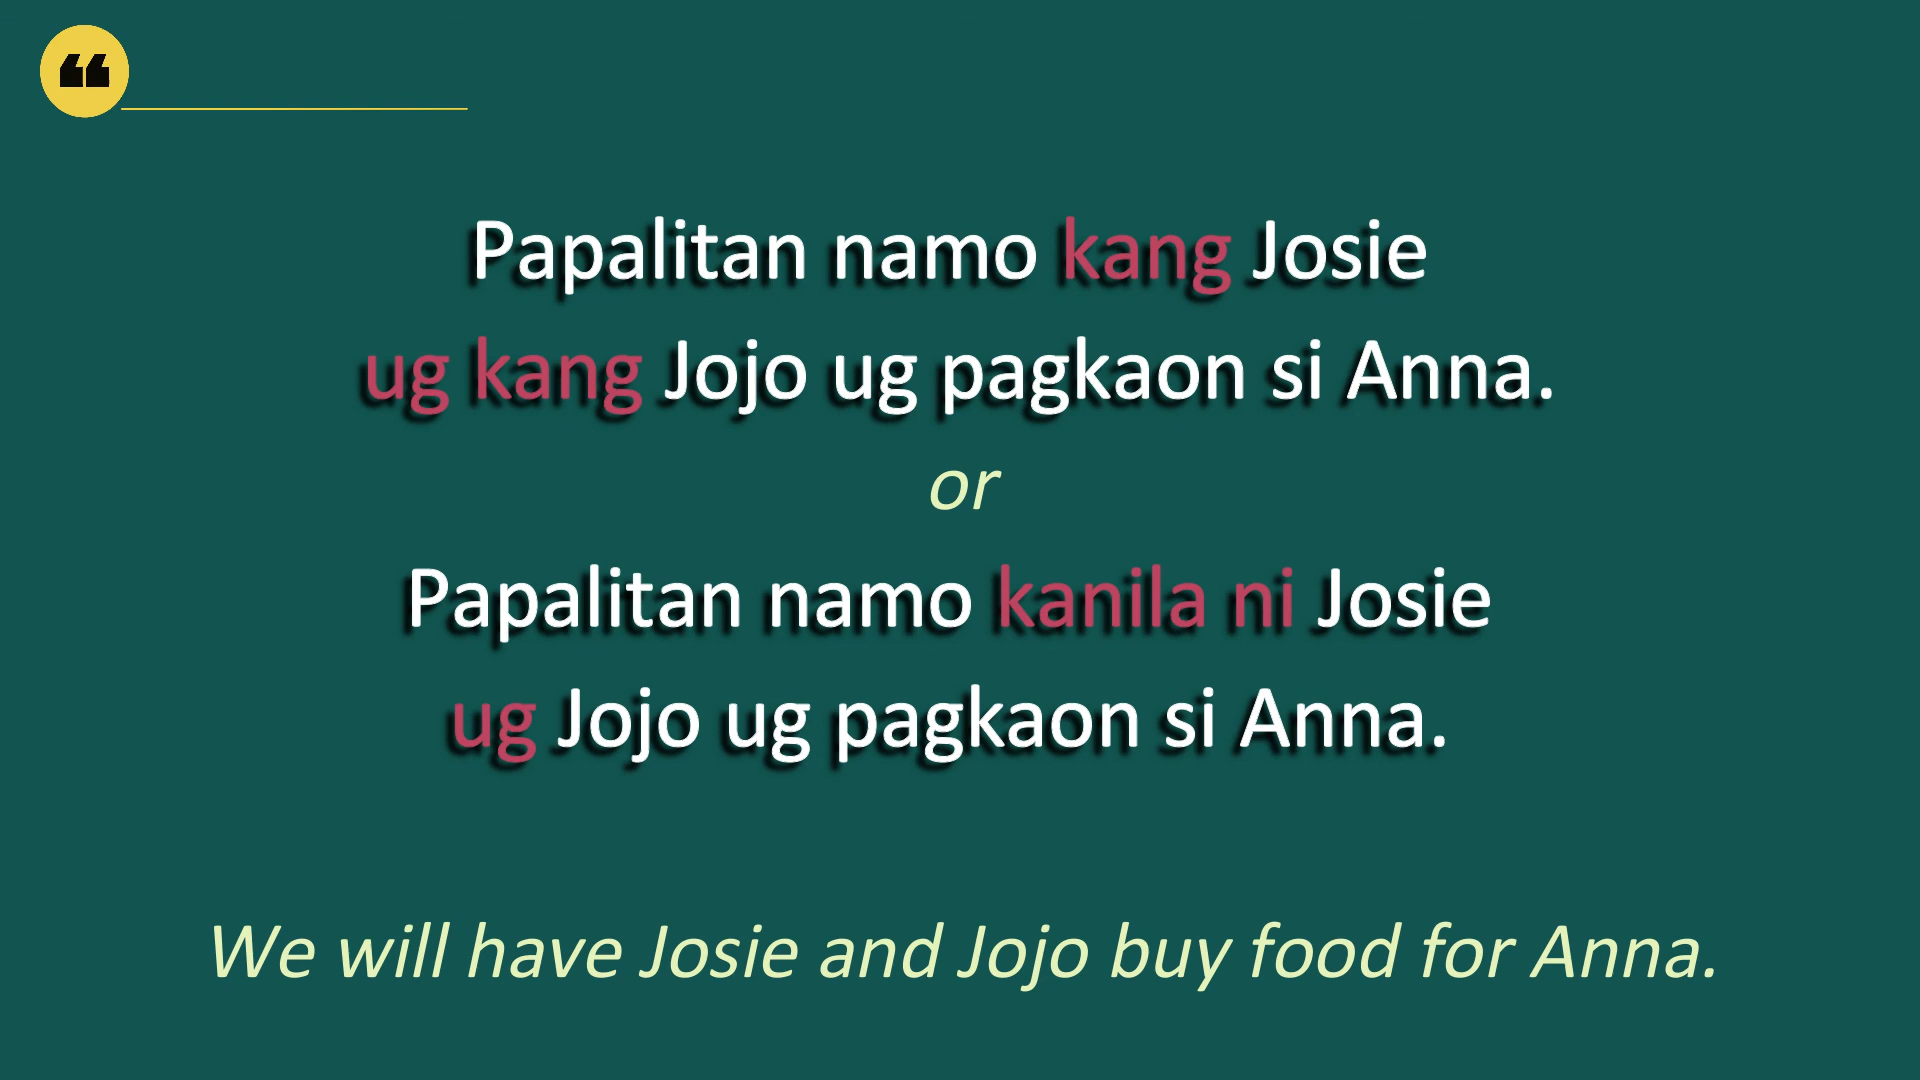 ❝
Papalitan namo kang Josie
ug kang Jojo ug pagkaon si Anna.
or
Papalitan namo kanila ni Josie
ug Jojo ug pagkaon si Anna.
We will have Josie and Jojo buy food for Anna.